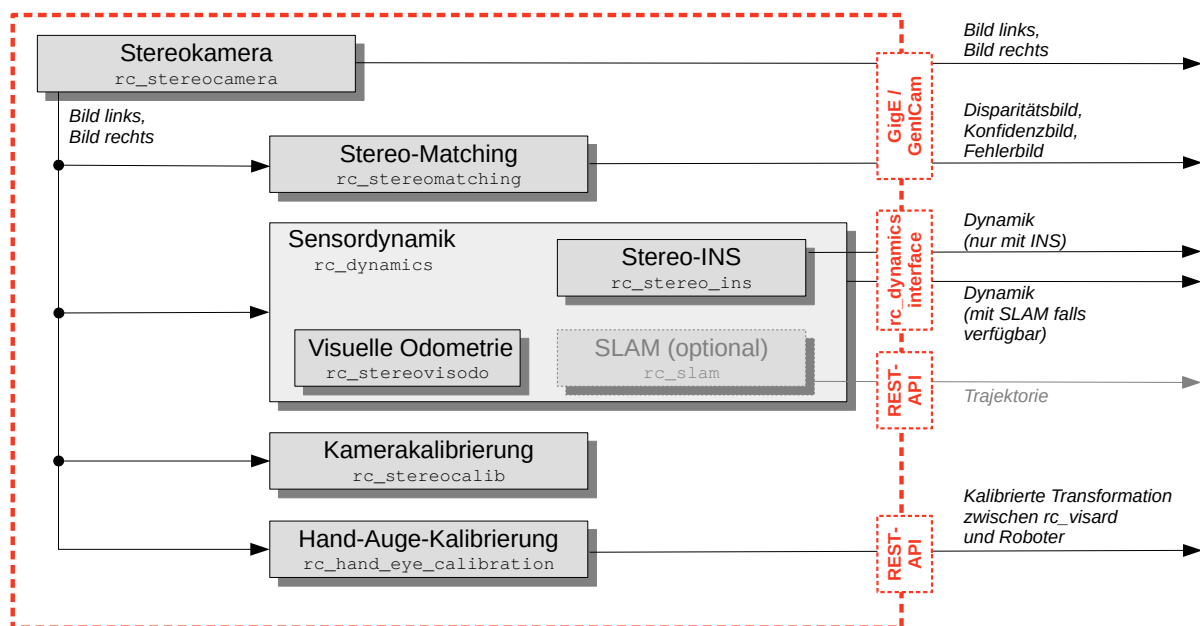 Stereokamera
rc_stereocamera
Bild links,
Bild rechts
Bild links,
Bild rechts
GigE /
GenICam
Stereo-Matching
rc_stereomatching
Disparitätsbild,
Konfidenzbild,
Fehlerbild
Sensordynamik
rc_dynamics
Stereo-INS
rc_stereo_ins
Visuelle Odometrie
rc_stereovisodo
SLAM (optional)
rc_slam
rc_dynamics
interface
Dynamik
(nur mit INS)
Dynamik
(mit SLAM falls
verfügbar)
REST-
API
Trajektorie
Kamerakalibrierung
rc_stereocalib
Hand-Auge-Kalibrierung
rc_hand_eye_calibration
REST-
API
Kalibrierte Transformation
zwischen rc_visard
und Roboter